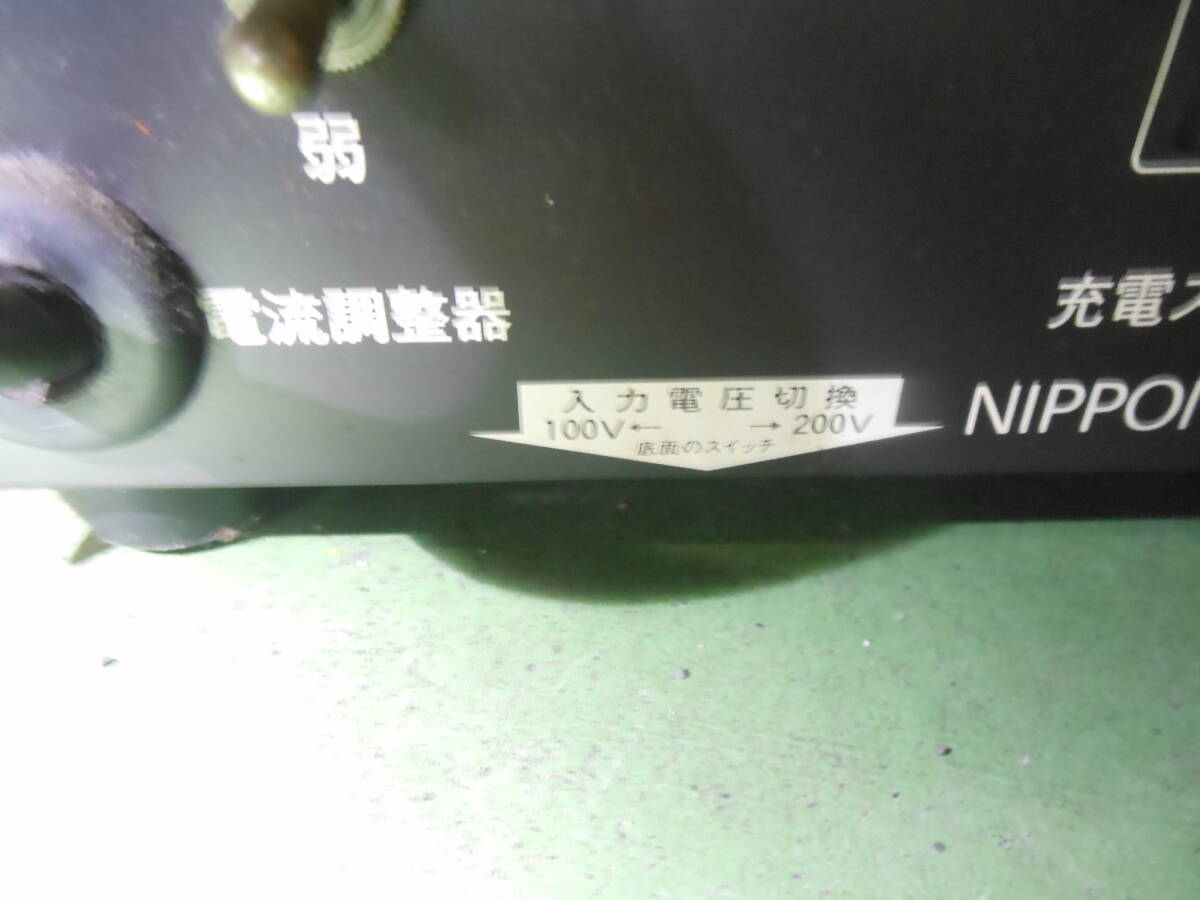 弱
電流調整器
充電ス
入力電圧切換
100V← →200V
底面のスイッチ
NIPPON